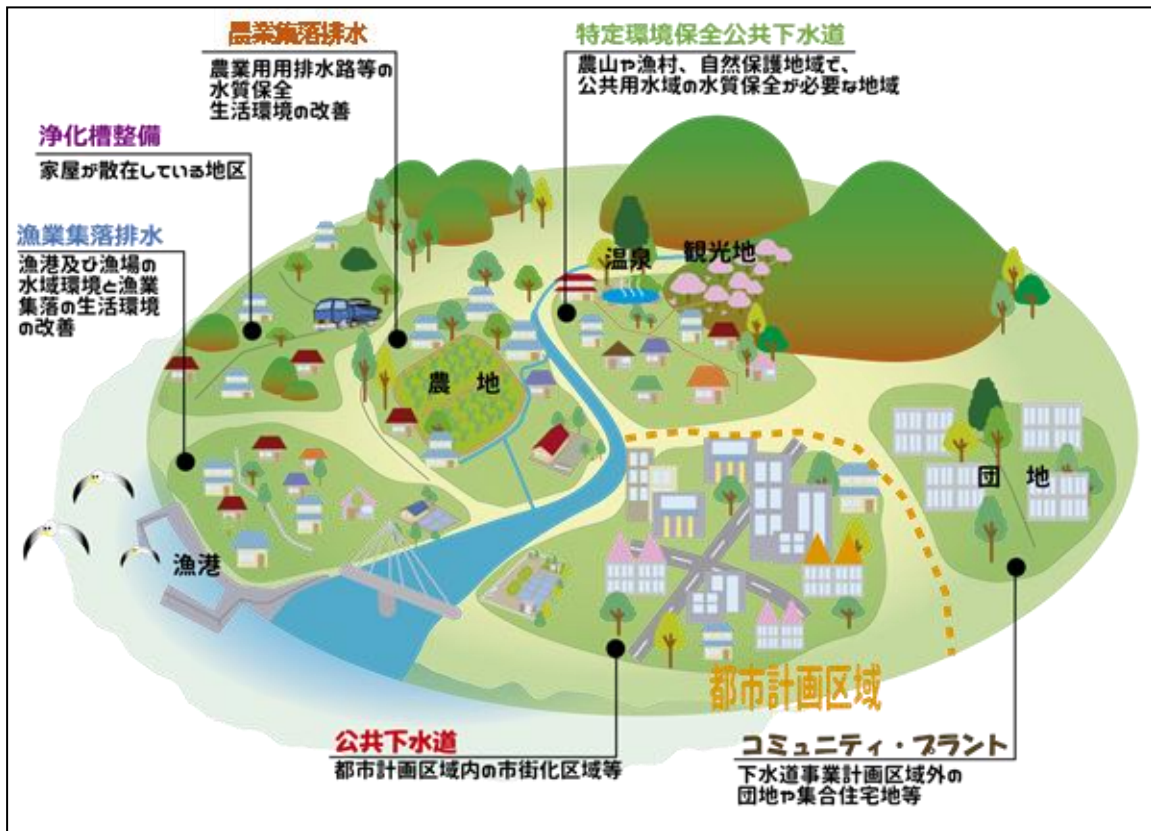 農業集落排水
農業用用排水路等の
水質保全
生活環境の改善
特定環境保全公共下水道
農山や漁村、自然保護地域で、
公共用水域の水質保全が必要な地域
浄化槽整備
家屋が散在している地区
漁業集落排水
漁港及び漁場の
水域環境と漁業
集落の生活環境
の改善
温泉
観光地
農地
団地
漁港
都市計画区域
公共下水道
都市計画区域内の市街化区域等
コミュニティ・プラント
下水道事業計画区域外の
団地や集合住宅地等